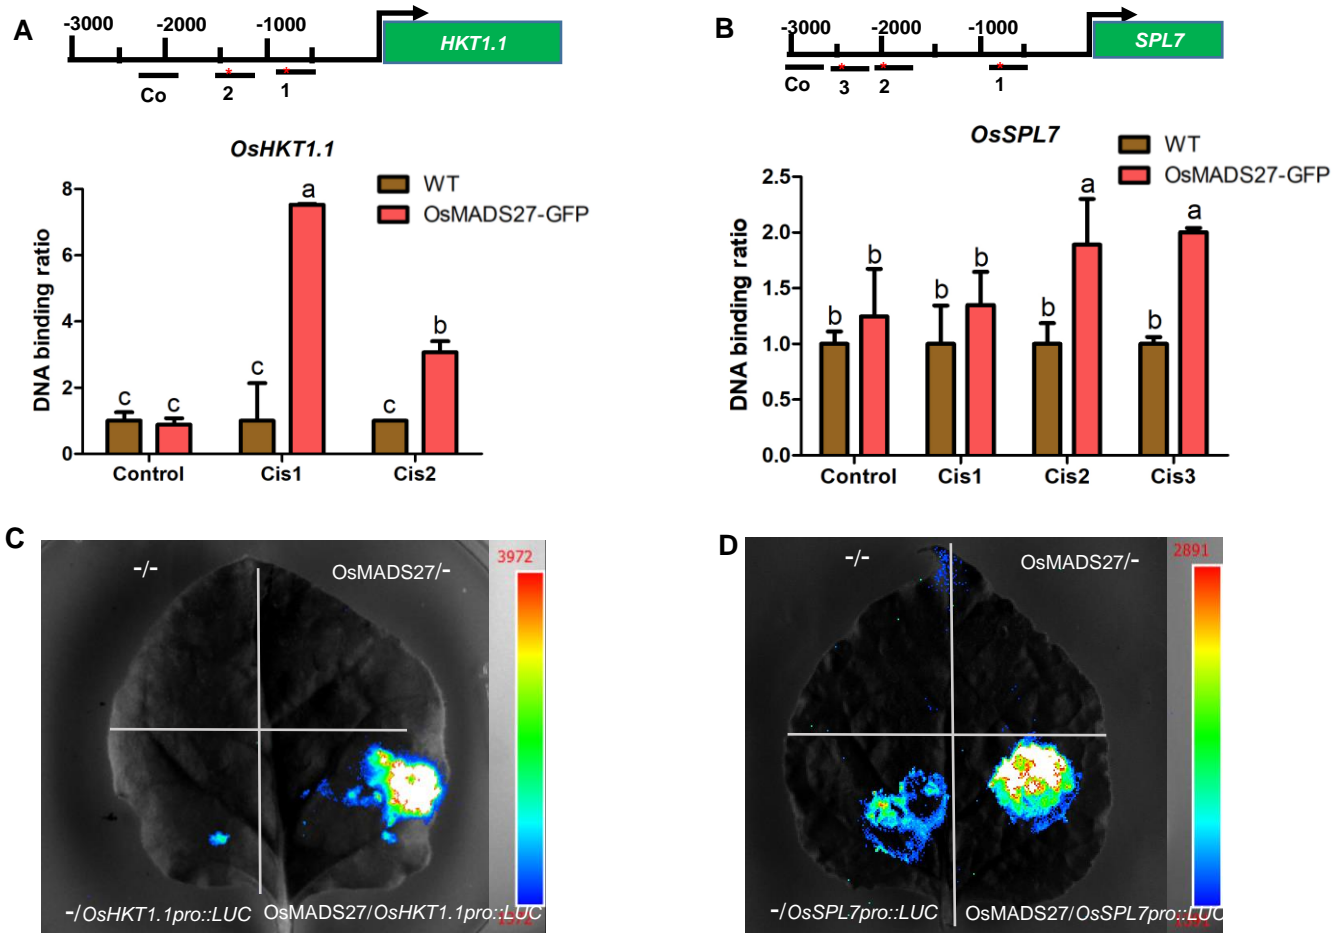 A
-3000 -2000 -1000
HKT1.1
Co 2 1
OsHKT1.1
WT
OsMADS27-GFP
DNA binding ratio
8
6
4
2
0
c c c a c b
Control Cis1 Cis2
B
-3000 -2000 -1000
SPL7
Co 3 2 1
OsSPL7
WT
OsMADS27-GFP
DNA binding ratio
2.5
2.0
1.5
1.0
0.5
0.0
b b b b b a b a
Control Cis1 Cis2 Cis3
C
-/- OsMADS27/-
3972
-/OsHKT1.1pro::LUC OsMADS27/OsHKT1.1pro::LUC
D
-/- OsMADS27/-
2891
-/OsSPL7pro::LUC OsMADS27/OsSPL7pro::LUC